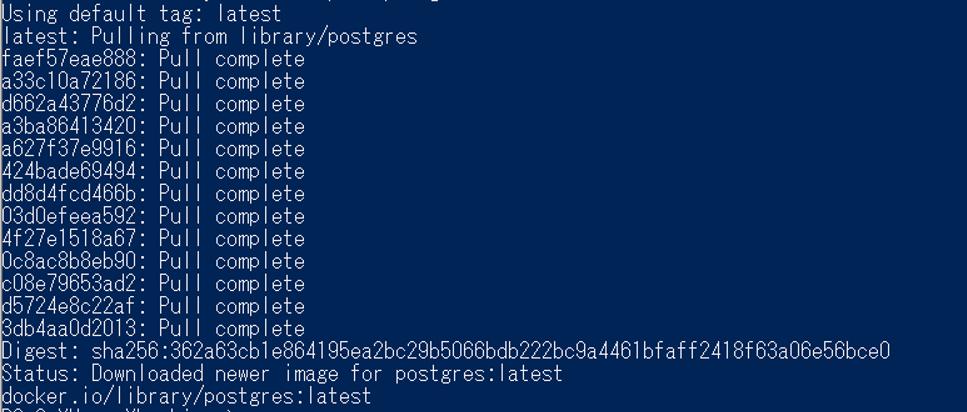 Using default tag: latest
latest: Pulling from library/postgres
faef57eae888: Pull complete
a33c10a72186: Pull complete
d662a43776d2: Pull complete
a3ba86413420: Pull complete
a627f37e9916: Pull complete
424bade69494: Pull complete
dd8d4fcd466b: Pull complete
03d0efeea592: Pull complete
4f27e1518a67: Pull complete
0c8ac8b8eb90: Pull complete
c08e79653ad2: Pull complete
d5724e8c22af: Pull complete
3db4aa0d2013: Pull complete
Digest: sha256:362a63cb1e864195ea2bc29b5066bdb222bc9a4461bfaff2418f63a06e56bce0
Status: Downloaded newer image for postgres:latest
docker.io/library/postgres:latest